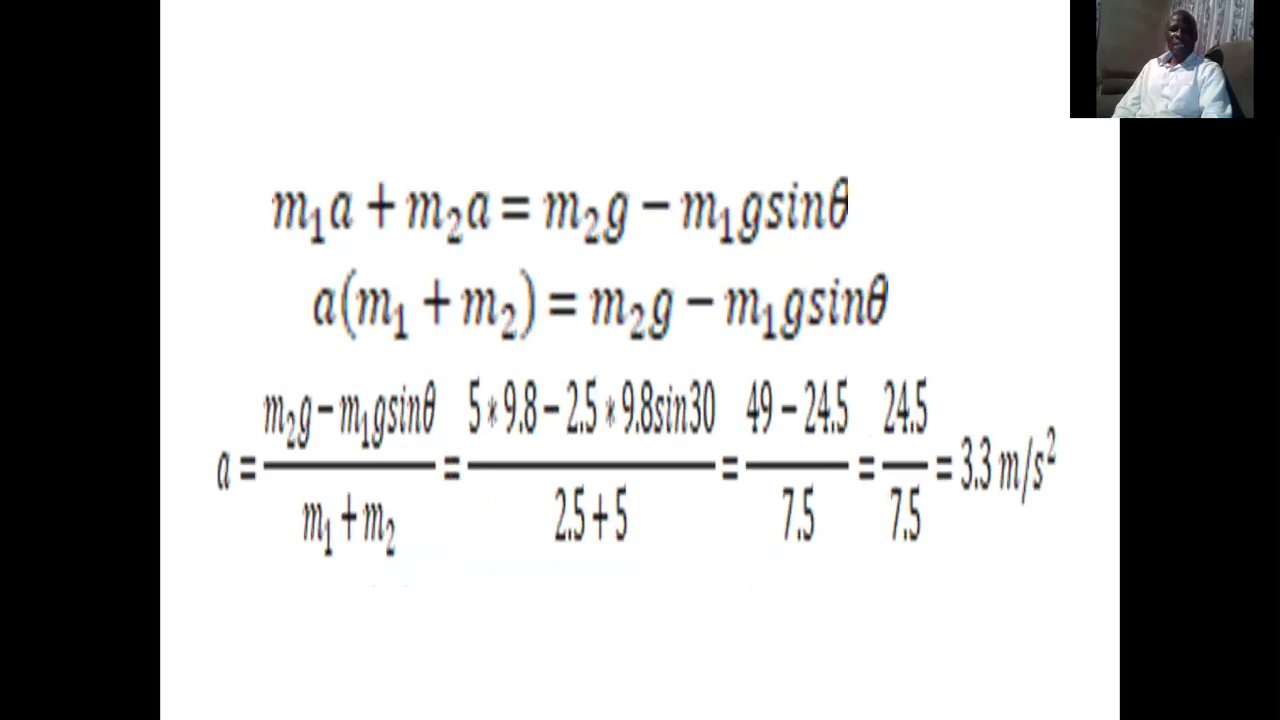 m₁a + m₂a = m₂g − m₁gsinθ
a(m₁ + m₂) = m₂g − m₁gsinθ
a = (m₂g − m₁gsinθ)/(m₁ + m₂) = (5 * 9.8 − 2.5 * 9.8sin30)/(2.5 + 5) = (49 − 24.5)/7.5 = 24.5/7.5 = 3.3 m/s²